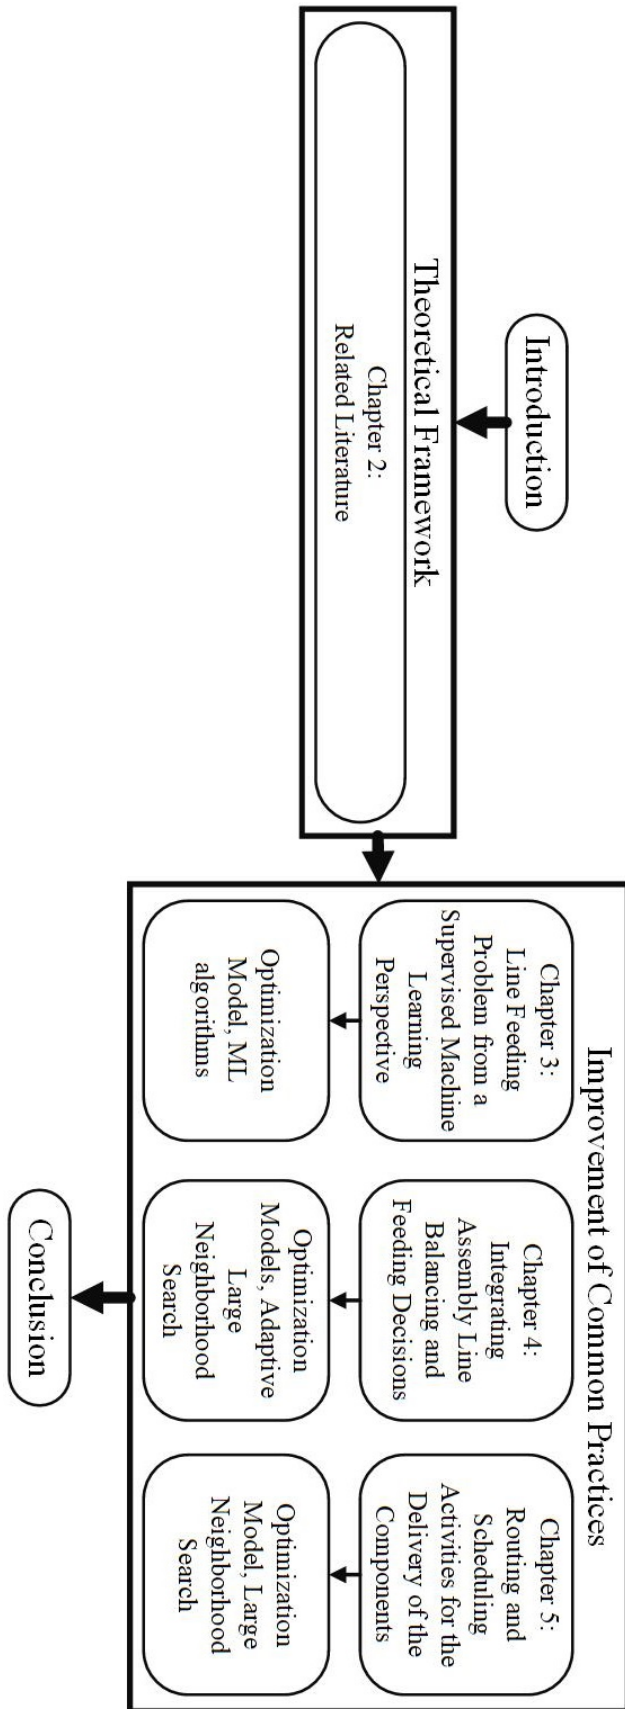 Introduction
Theoretical Framework
Chapter 2:
Related Literature
Improvement of Common Practices
Chapter 3:
Line Feeding
Problem from a
Supervised Machine
Learning
Perspective
Optimization
Model, ML
algorithms
Chapter 4:
Integrating
Assembly Line
Balancing and
Feeding Decisions
Optimization
Models, Adaptive
Large
Neighborhood
Search
Chapter 5:
Routing and
Scheduling
Activities for the
Delivery of the
Components
Optimization
Model, Large
Neighborhood
Search
Conclusion